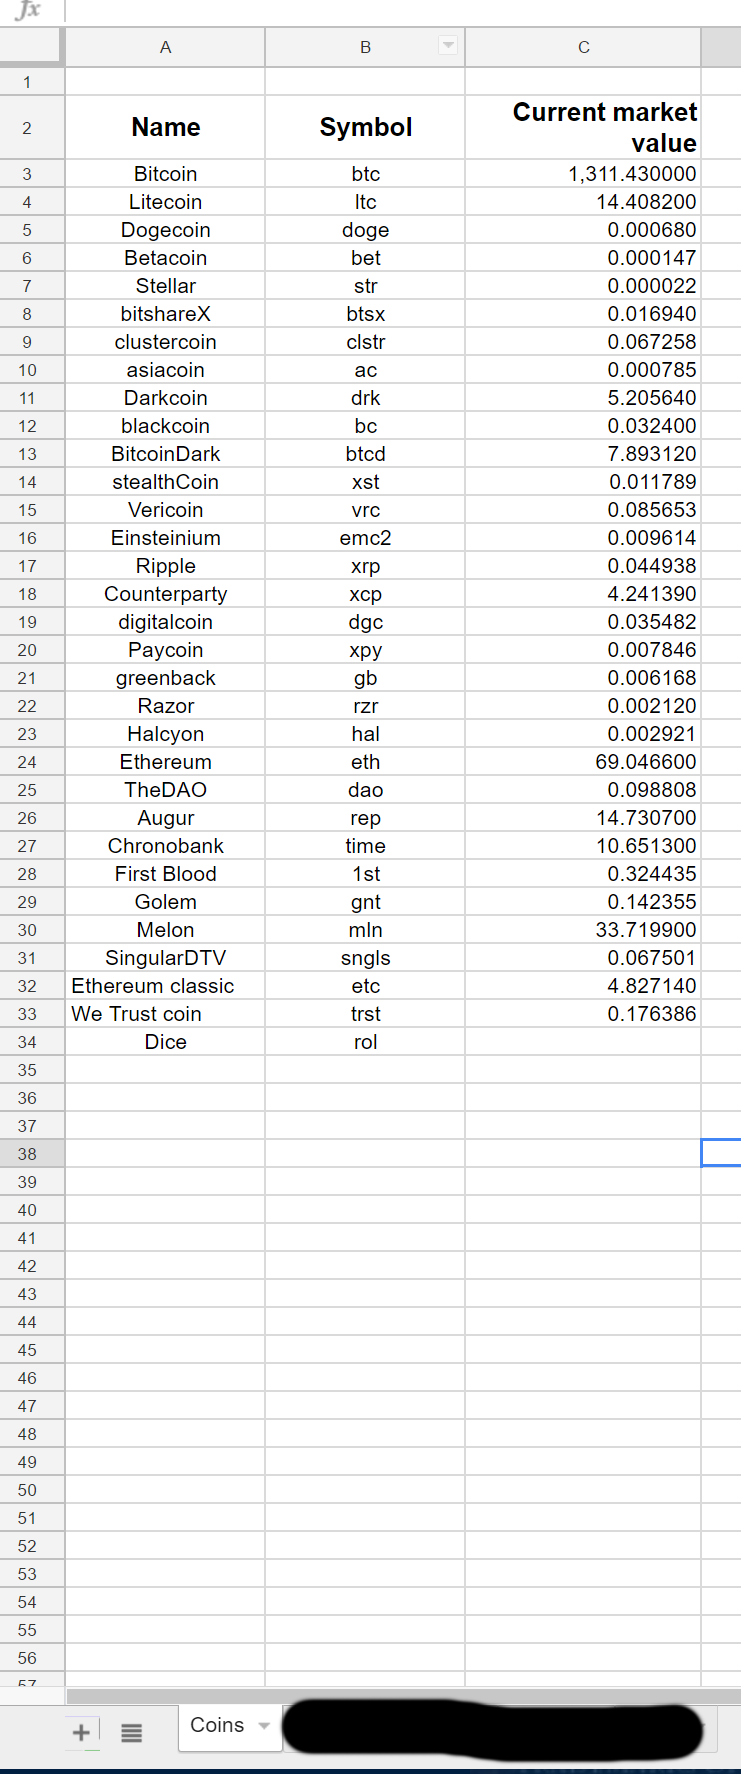 fx
A B C
1
2 Name Symbol Current market
value
3 Bitcoin btc 1,311.430000
4 Litecoin ltc 14.408200
5 Dogecoin doge 0.000680
6 Betacoin bet 0.000147
7 Stellar str 0.000022
8 bitshareX btsx 0.016940
9 clustercoin clstr 0.067258
10 asiacoin ac 0.000785
11 Darkcoin drk 5.205640
12 blackcoin bc 0.032400
13 BitcoinDark btcd 7.893120
14 stealthCoin xst 0.011789
15 Vericoin vrc 0.085653
16 Einsteinium emc2 0.009614
17 Ripple xrp 0.044938
18 Counterparty xcp 4.241390
19 digitalcoin dgc 0.035482
20 Paycoin xpy 0.007846
21 greenback gb 0.006168
22 Razor rzr 0.002120
23 Halcyon hal 0.002921
24 Ethereum eth 69.046600
25 TheDAO dao 0.098808
26 Augur rep 14.730700
27 Chronobank time 10.651300
28 First Blood 1st 0.324435
29 Golem gnt 0.142355
30 Melon mln 33.719900
31 SingularDTV sngls 0.067501
32 Ethereum classic etc 4.827140
33 We Trust coin trst 0.176386
34 Dice rol
35
36
37
38
39
40
41
42
43
44
45
46
47
48
49
50
51
52
53
54
55
56
57
Coins